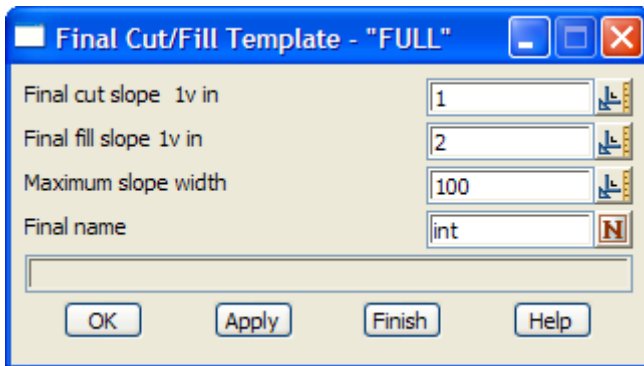 Final Cut/Fill Template - "FULL"
Final cut slope 1v in 1
Final fill slope 1v in 2
Maximum slope width 100
Final name int N
OK Apply Finish Help